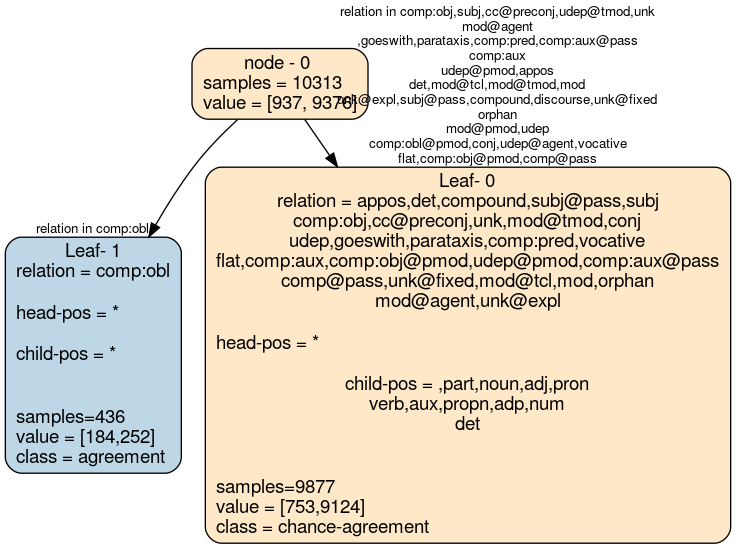 relation in comp:obj,subj,cc@preconj,udep@tmod,unk
mod@agent
,goeswith,parataxis,comp:pred,comp:aux@pass
comp:aux
udep@pmod,appos
det,mod@tcl,mod@tmod,mod
unk@expl,subj@pass,compound,discourse,unk@fixed
orphan
mod@pmod,udep
comp:obl@pmod,conj,udep@agent,vocative
flat,comp:obj@pmod,comp@pass
node - 0
samples = 10313
value = [937, 9376]
relation in comp:obl
Leaf- 1
relation = comp:obl
head-pos = *
child-pos = *
samples=436
value = [184,252]
class = agreement
Leaf- 0
relation = appos,det,compound,subj@pass,subj
comp:obj,cc@preconj,unk,mod@tmod,conj
udep,goeswith,parataxis,comp:pred,vocative
flat,comp:aux,comp:obj@pmod,udep@pmod,comp:aux@pass
comp@pass,unk@fixed,mod@tcl,mod,orphan
mod@agent,unk@expl
head-pos = *
child-pos = ,part,noun,adj,pron
verb,aux,propn,adp,num
det
samples=9877
value = [753,9124]
class = chance-agreement